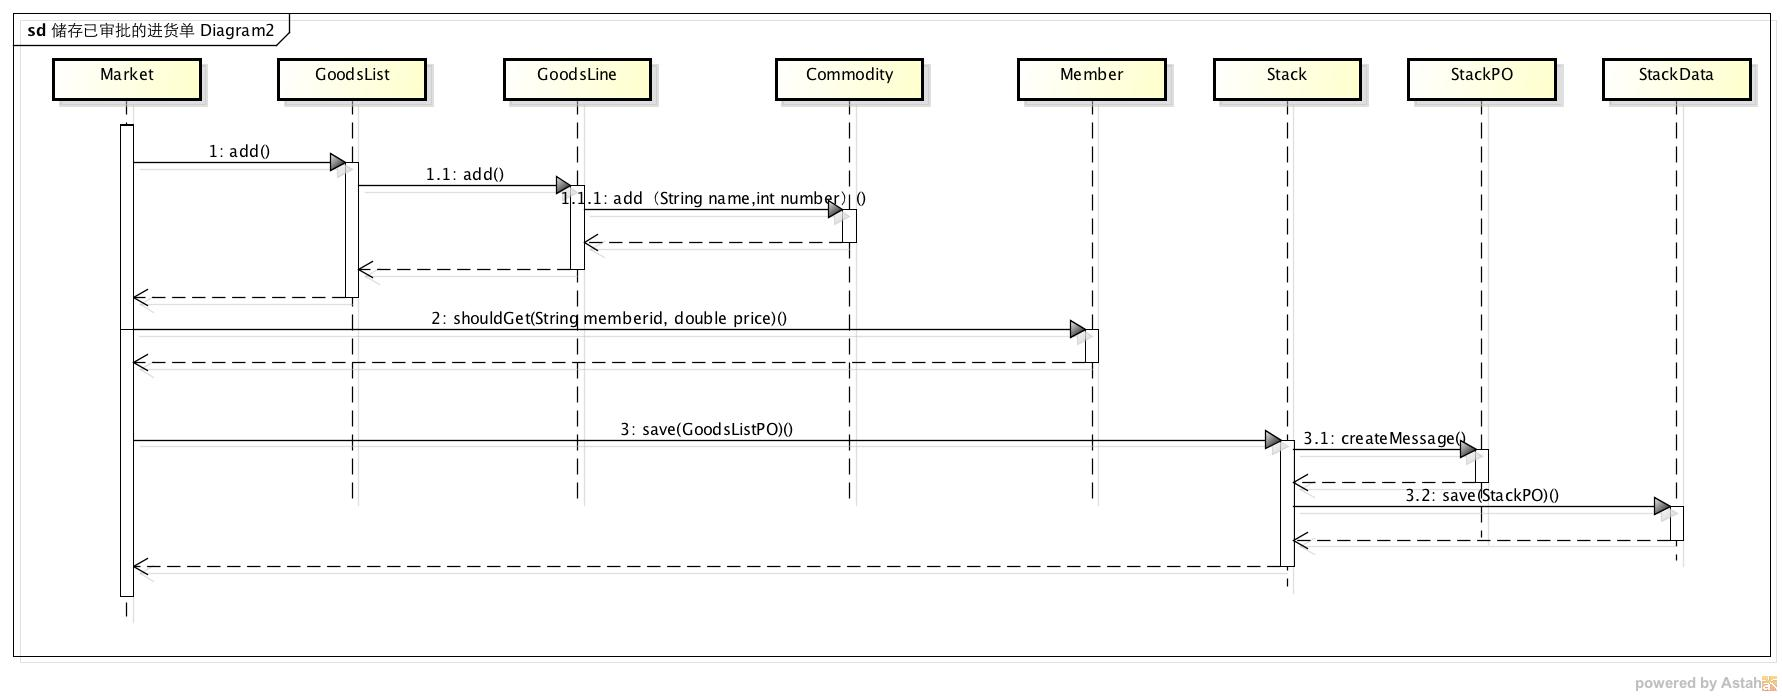 sd 储存已审批的进货单 Diagram2
Market
GoodsList
GoodsLine
Commodity
Member
Stack
StackPO
StackData
1: add()
1.1: add()
1.1.1: add（String name,int number）()
2: shouldGet(String memberid, double price)()
3: save(GoodsListPO)()
3.1: createMessage()
3.2: save(StackPO)()
powered by Astah